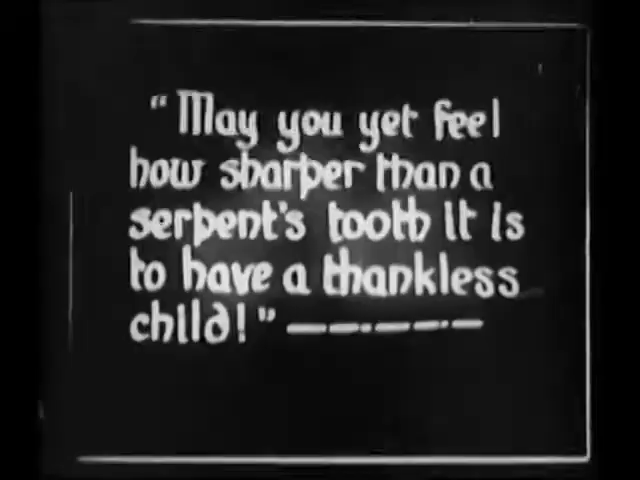 "May you yet feel
how sharper than a
serpent's tooth it is
to have a thankless
child!" — — . — — . —